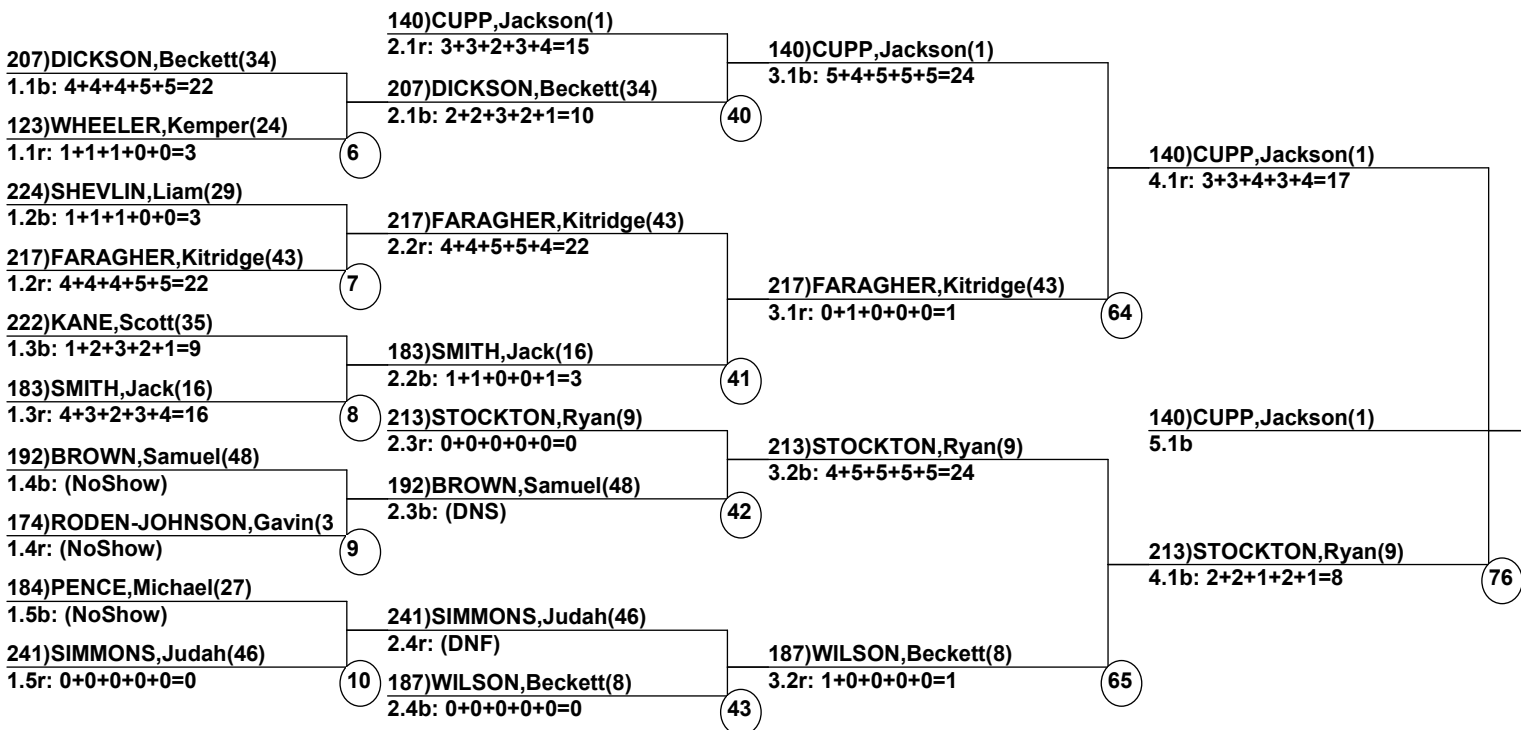 207)DICKSON,Beckett(34)
1.1b: 4+4+4+5+5=22
123)WHEELER,Kemper(24)
1.1r: 1+1+1+0+0=3
6
224)SHEVLIN,Liam(29)
1.2b: 1+1+1+0+0=3
217)FARAGHER,Kitridge(43)
1.2r: 4+4+4+5+5=22
7
222)KANE,Scott(35)
1.3b: 1+2+3+2+1=9
183)SMITH,Jack(16)
1.3r: 4+3+2+3+4=16
8
192)BROWN,Samuel(48)
1.4b: (NoShow)
174)RODEN-JOHNSON,Gavin(3
1.4r: (NoShow)
9
184)PENCE,Michael(27)
1.5b: (NoShow)
241)SIMMONS,Judah(46)
1.5r: 0+0+0+0+0=0
10
140)CUPP,Jackson(1)
2.1r: 3+3+2+3+4=15
207)DICKSON,Beckett(34)
2.1b: 2+2+3+2+1=10
40
217)FARAGHER,Kitridge(43)
2.2r: 4+4+5+5+4=22
183)SMITH,Jack(16)
2.2b: 1+1+0+0+1=3
41
213)STOCKTON,Ryan(9)
2.3r: 0+0+0+0+0=0
192)BROWN,Samuel(48)
2.3b: (DNS)
42
241)SIMMONS,Judah(46)
2.4r: (DNF)
187)WILSON,Beckett(8)
2.4b: 0+0+0+0+0=0
43
140)CUPP,Jackson(1)
3.1b: 5+4+5+5+5=24
217)FARAGHER,Kitridge(43)
3.1r: 0+1+0+0+0=1
64
213)STOCKTON,Ryan(9)
3.2b: 4+5+5+5+5=24
187)WILSON,Beckett(8)
3.2r: 1+0+0+0+0=1
65
140)CUPP,Jackson(1)
4.1r: 3+3+4+3+4=17
213)STOCKTON,Ryan(9)
4.1b: 2+2+1+2+1=8
76
140)CUPP,Jackson(1)
5.1b